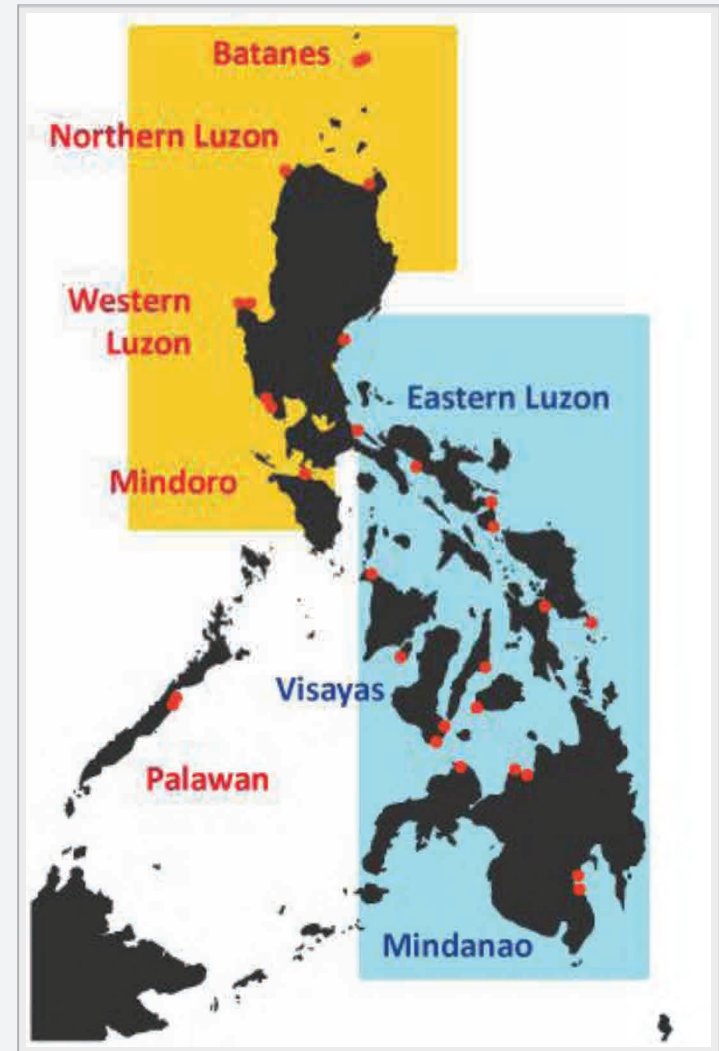 Batanes
Northern Luzon
Western
Luzon
Eastern Luzon
Mindoro
Visayas
Palawan
Mindanao